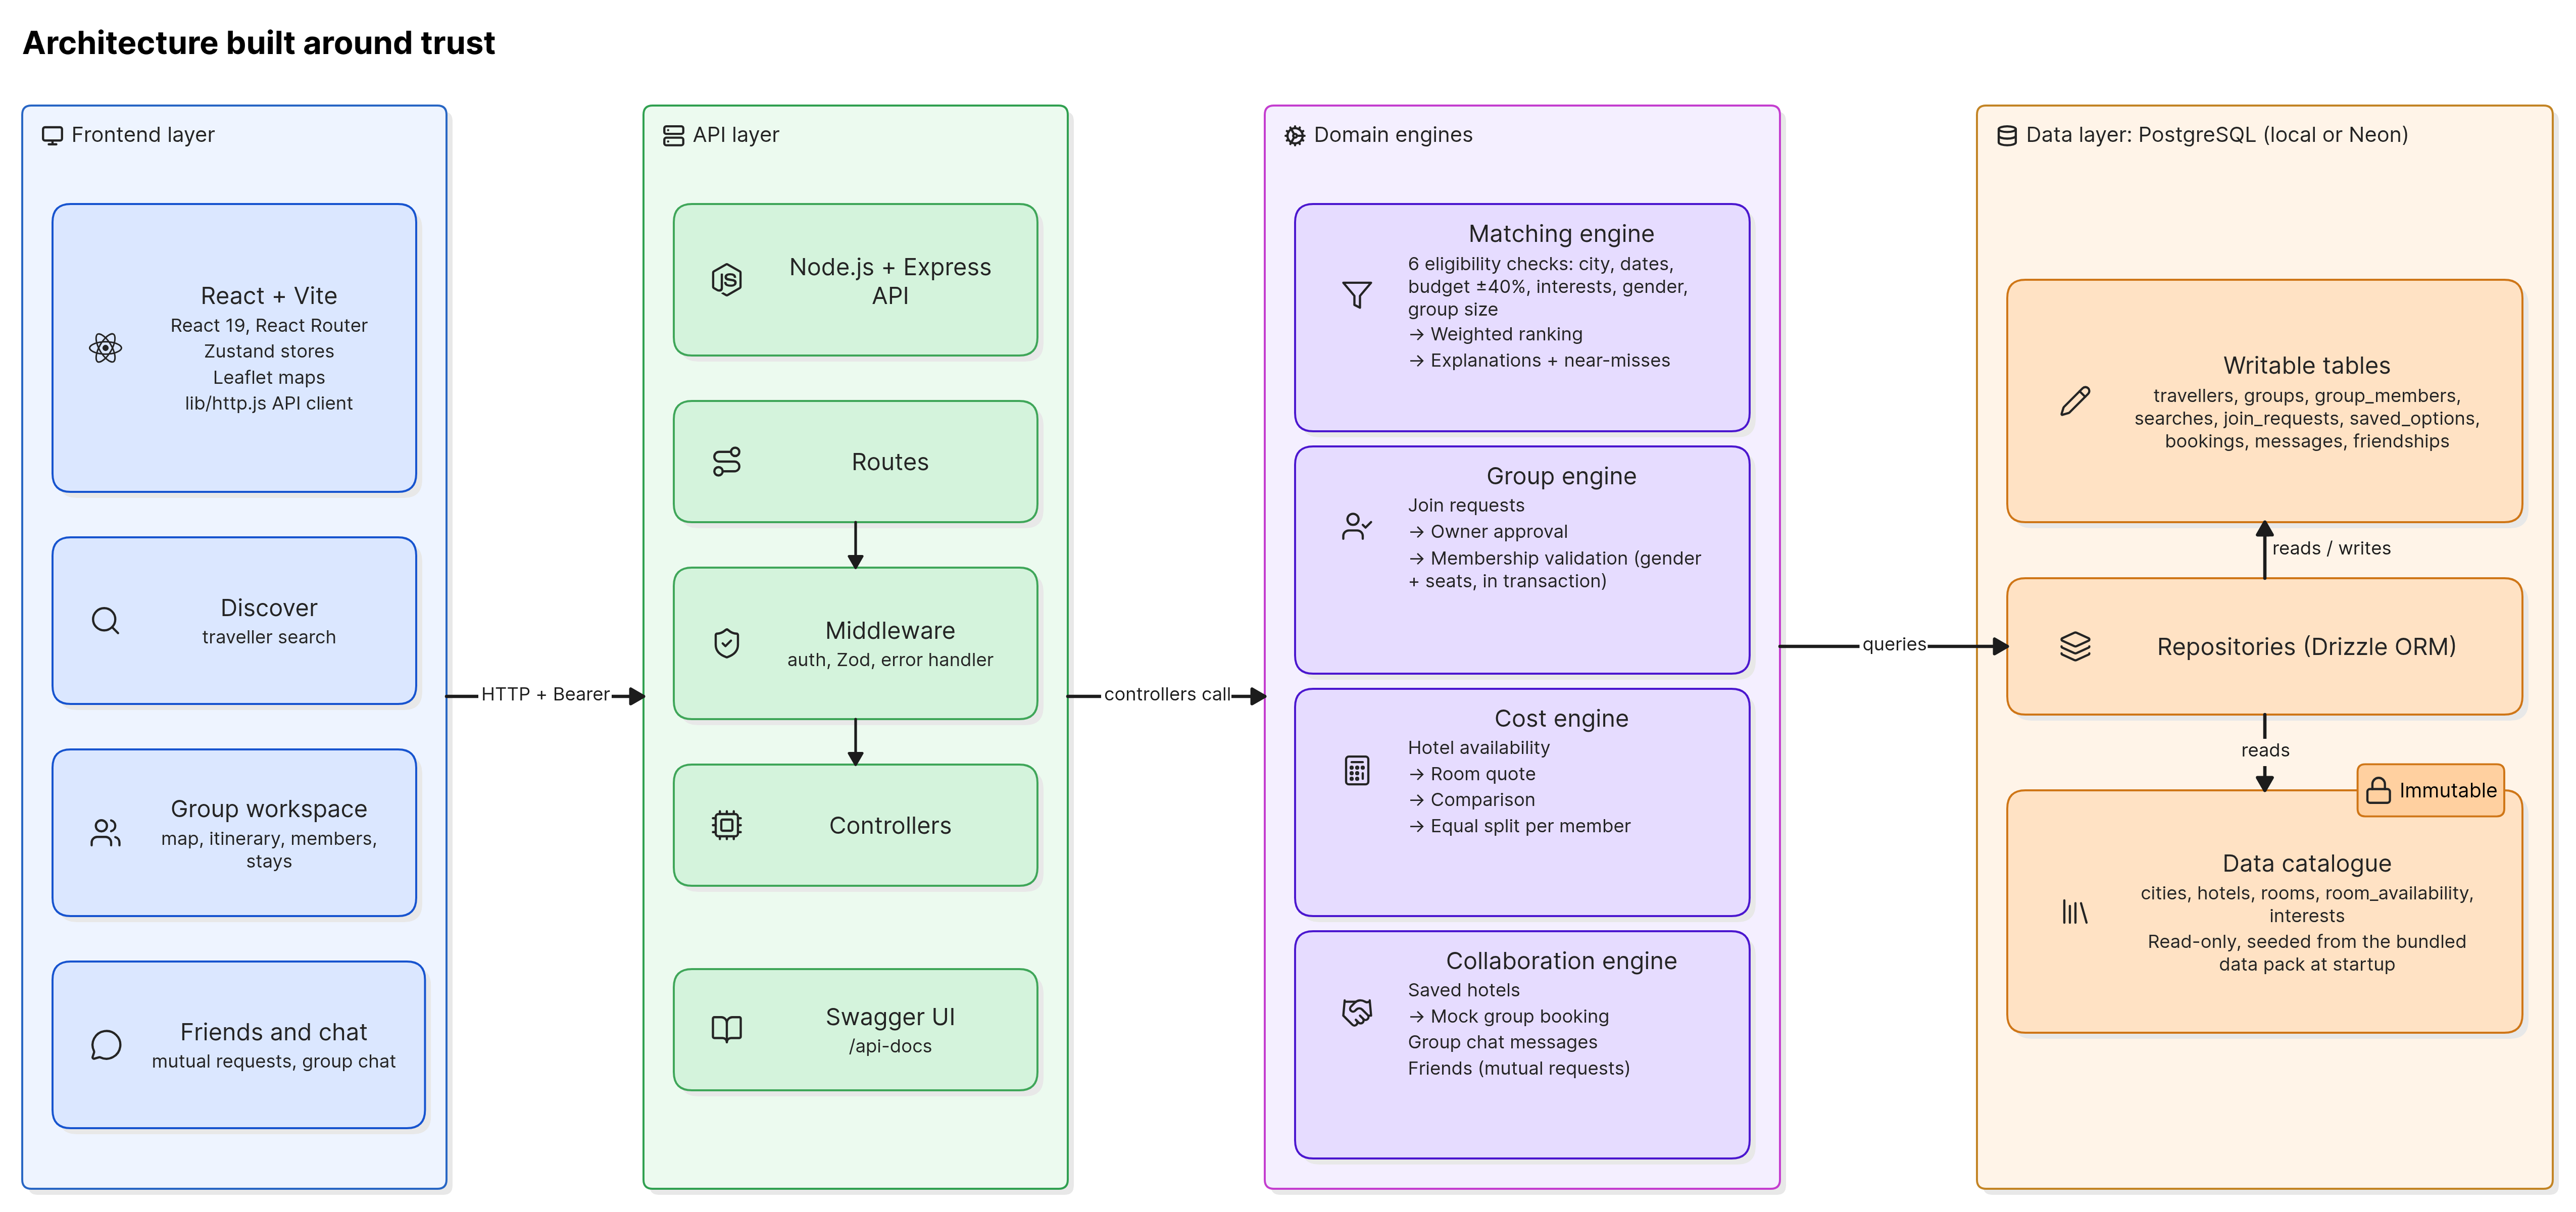 Architecture built around trust
Frontend layer
React + Vite
React 19, React Router
Zustand stores
Leaflet maps
lib/http.js API client
Discover
traveller search
Group workspace
map, itinerary, members,
stays
Friends and chat
mutual requests, group chat
HTTP + Bearer
API layer
Node.js + Express
API
Routes
Middleware
auth, Zod, error handler
Controllers
Swagger UI
/api-docs
controllers call
Domain engines
Matching engine
6 eligibility checks: city, dates,
budget ±40%, interests, gender,
group size
→ Weighted ranking
→ Explanations + near-misses
Group engine
Join requests
→ Owner approval
→ Membership validation (gender
+ seats, in transaction)
Cost engine
Hotel availability
→ Room quote
→ Comparison
→ Equal split per member
Collaboration engine
Saved hotels
→ Mock group booking
Group chat messages
Friends (mutual requests)
queries
Data layer: PostgreSQL (local or Neon)
Writable tables
travellers, groups, group_members,
searches, join_requests, saved_options,
bookings, messages, friendships
reads / writes
Repositories (Drizzle ORM)
reads
Immutable
Data catalogue
cities, hotels, rooms, room_availability,
interests
Read-only, seeded from the bundled
data pack at startup